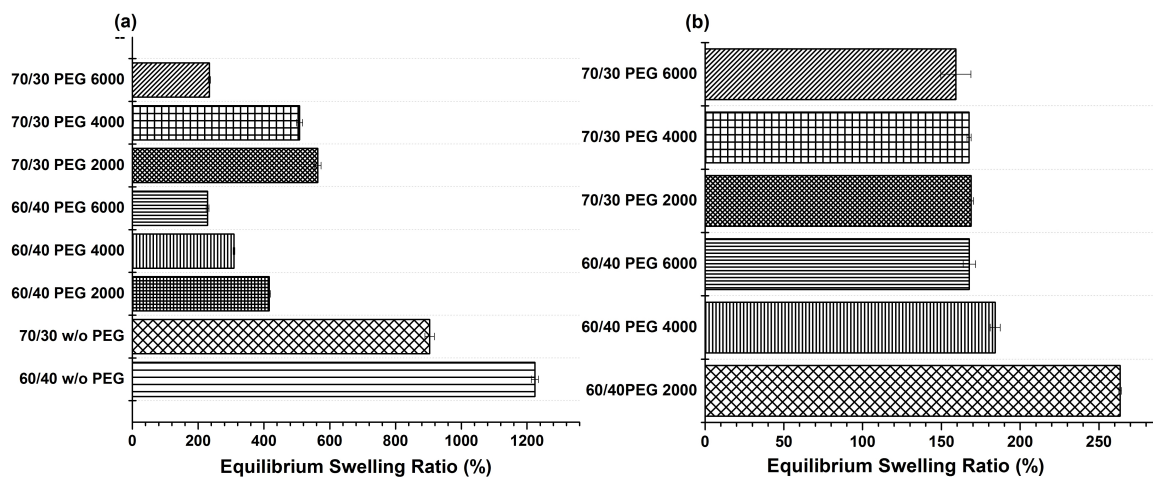 (a)
--
70/30 PEG 6000
70/30 PEG 4000
70/30 PEG 2000
60/40 PEG 6000
60/40 PEG 4000
60/40 PEG 2000
70/30 w/o PEG
60/40 w/o PEG
0 200 400 600 800 1000 1200
Equilibrium Swelling Ratio (%)
(b)
70/30 PEG 6000
70/30 PEG 4000
70/30 PEG 2000
60/40 PEG 6000
60/40 PEG 4000
60/40PEG 2000
0 50 100 150 200 250
Equilibrium Swelling Ratio (%)